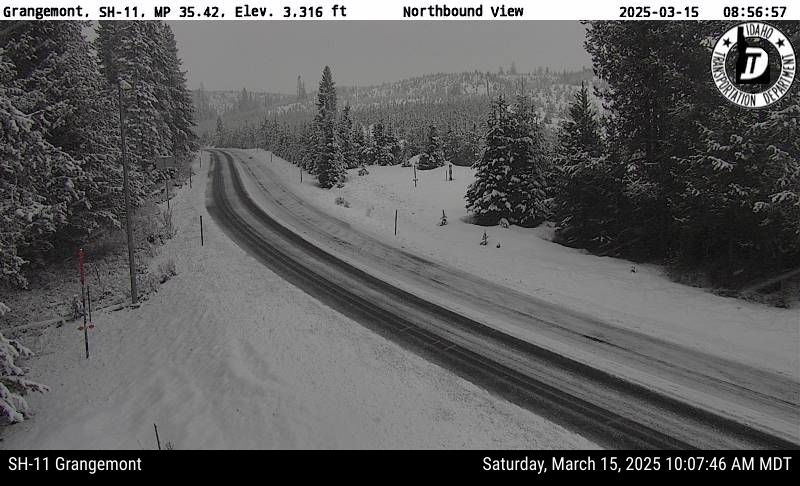 Grangemont, SH-11, MP 35.42, Elev. 3,316 ft Northbound View 2025-03-15 08:56:57
IDAHO
TRANSPORTATION DEPARTMENT
SH-11 Grangemont Saturday, March 15, 2025 10:07:46 AM MDT